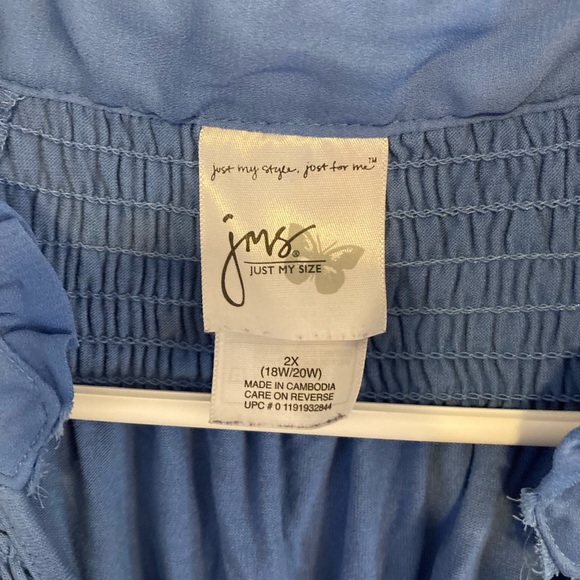 just my style. just for me™
jms®
JUST MY SIZE
2X
(18W/20W)
MADE IN CAMBODIA
CARE ON REVERSE
UPC # 0 1191932844